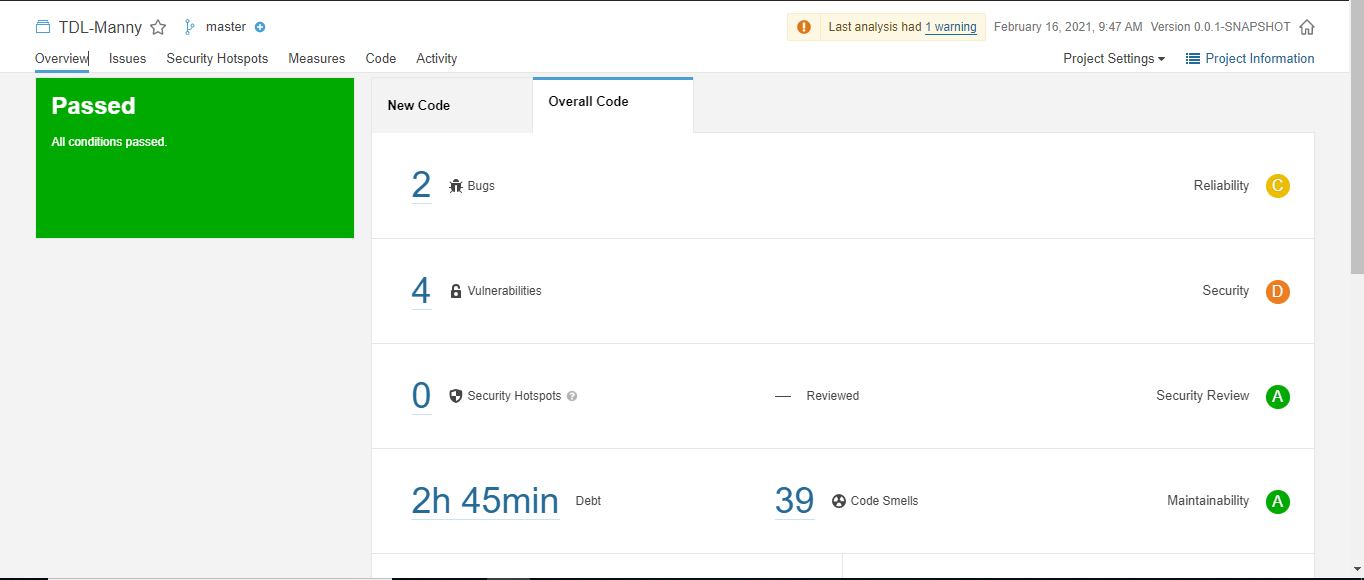 TDL-Manny master Last analysis had 1 warning February 16, 2021, 9:47 AM Version 0.0.1-SNAPSHOT
Overview Issues Security Hotspots Measures Code Activity Project Settings Project Information
Passed
All conditions passed.
New Code Overall Code
2 Bugs Reliability C
4 Vulnerabilities Security D
0 Security Hotspots ? — Reviewed Security Review A
2h 45min Debt 39 Code Smells Maintainability A